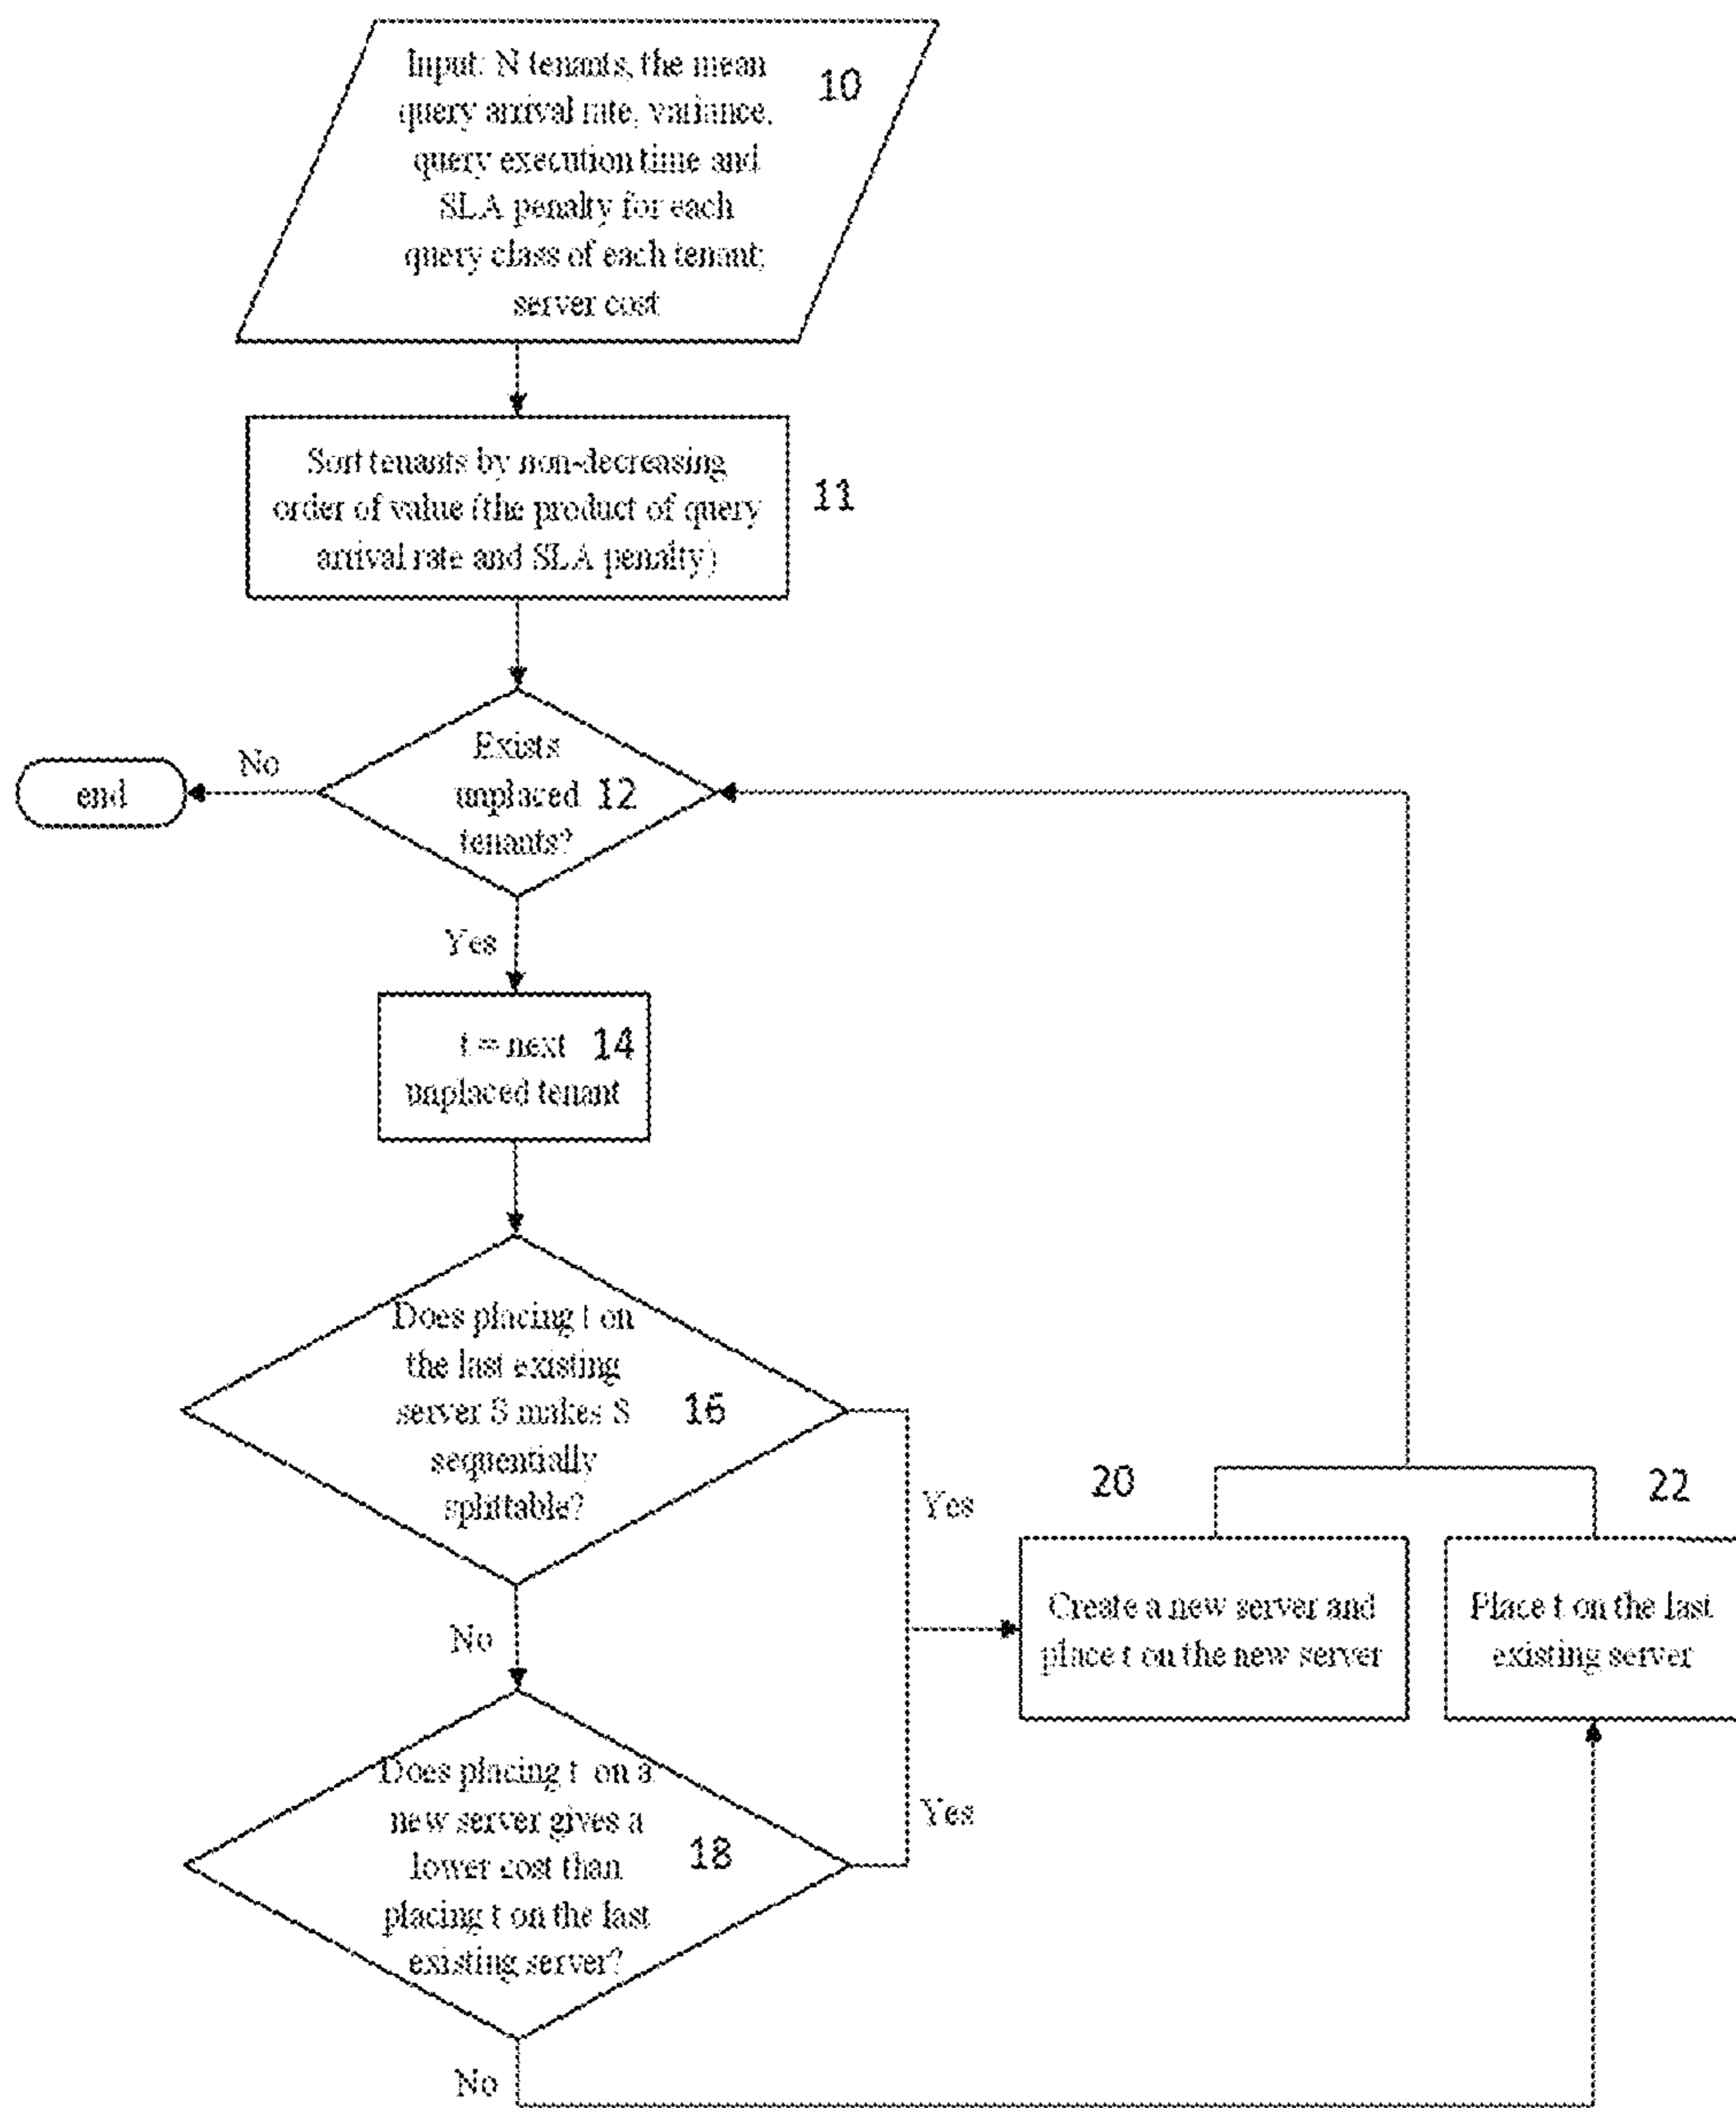 Input: N tenants, the mean
query arrival rate, variance,
query execution time and
SLA penalty for each
query class of each tenant;
server cost
10
Sort tenants by non-decreasing
order of value (the product of query
arrival rate and SLA penalty)
11
Exists
unplaced 12
tenants?
No
end
Yes
t = next 14
unplaced tenant
Does placing t on
the last existing
server S makes S 16
sequentially
splittable?
Yes
No
20
22
Create a new server and
place t on the new server
Place t on the last
existing server
Does placing t on a
new server gives a
lower cost than 18
placing t on the last
existing server?
Yes
No